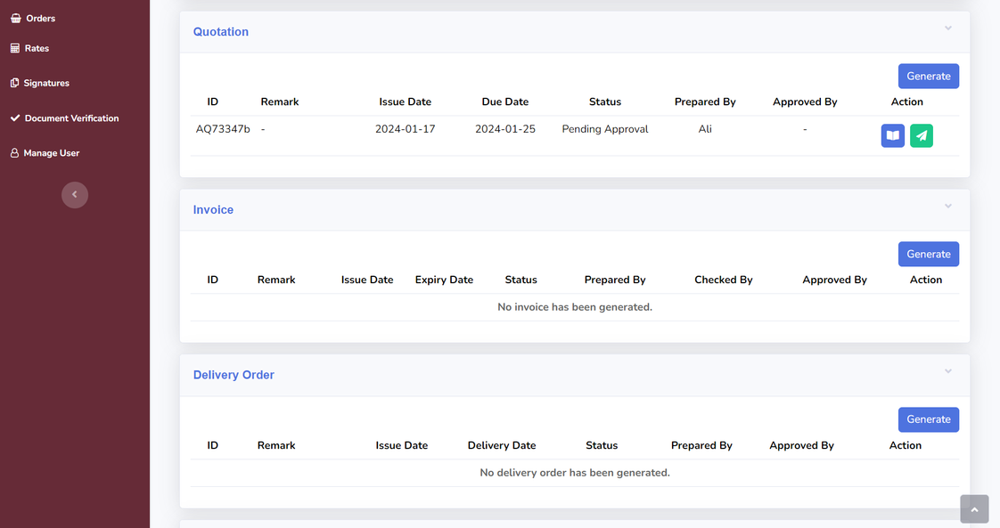 Orders
Rates
Signatures
Document Verification
Manage User
Quotation
Generate
ID Remark Issue Date Due Date Status Prepared By Approved By Action
AQ73347b - 2024-01-17 2024-01-25 Pending Approval Ali -
Invoice
Generate
ID Remark Issue Date Expiry Date Status Prepared By Checked By Approved By Action
No invoice has been generated.
Delivery Order
Generate
ID Remark Issue Date Delivery Date Status Prepared By Approved By Action
No delivery order has been generated.